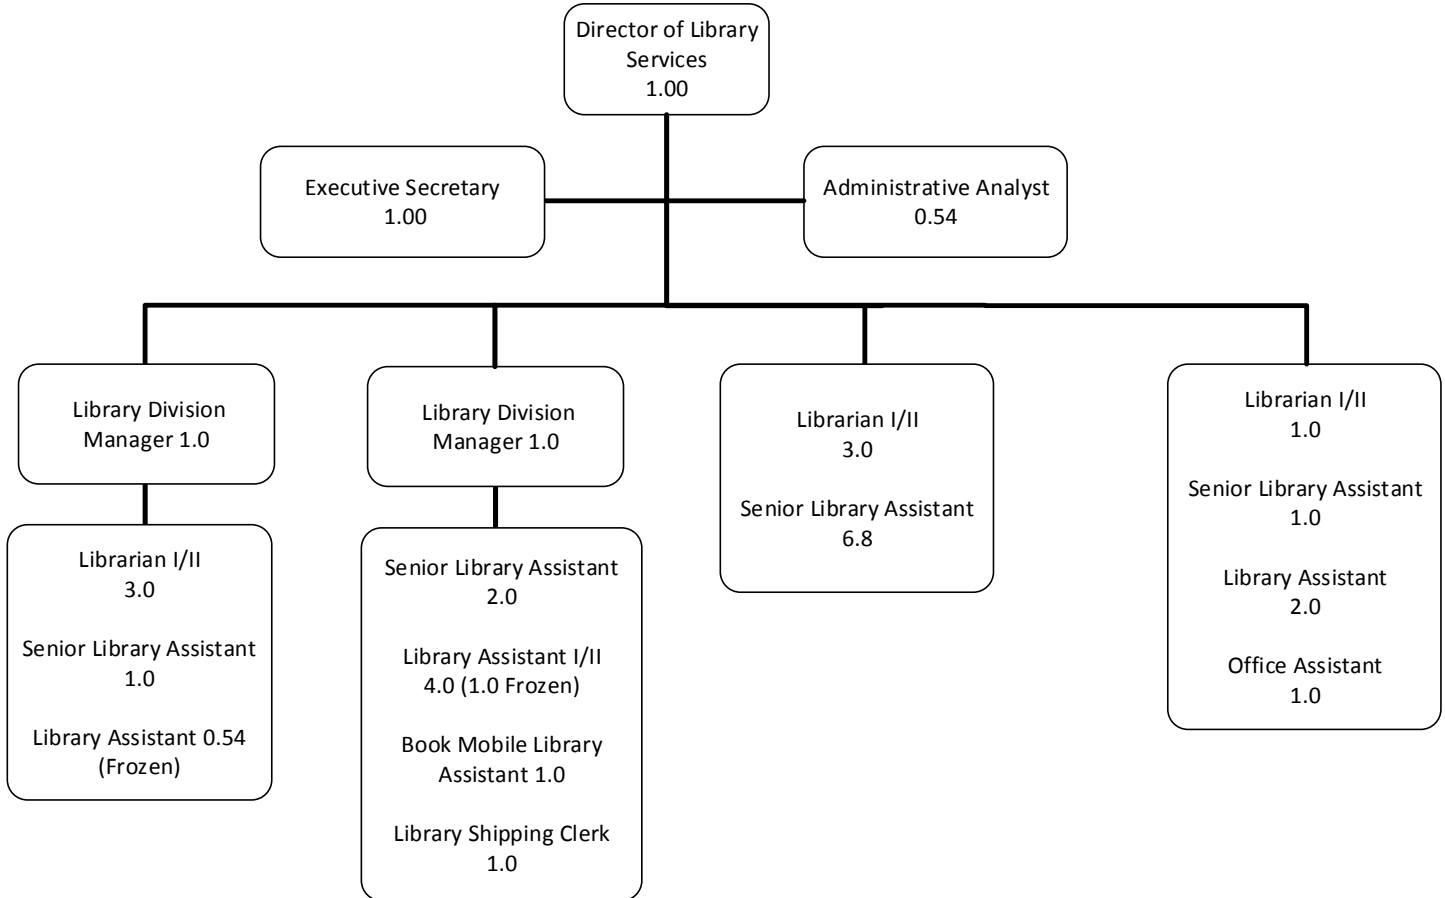 Director of Library
Services
1.00
Executive Secretary
1.00
Administrative Analyst
0.54
Library Division
Manager 1.0
Library Division
Manager 1.0
Librarian I/II
3.0
Senior Library Assistant
6.8
Librarian I/II
1.0
Senior Library Assistant
1.0
Library Assistant
2.0
Office Assistant
1.0
Librarian I/II
3.0
Senior Library Assistant
1.0
Library Assistant 0.54
(Frozen)
Senior Library Assistant
2.0
Library Assistant I/II
4.0 (1.0 Frozen)
Book Mobile Library
Assistant 1.0
Library Shipping Clerk
1.0